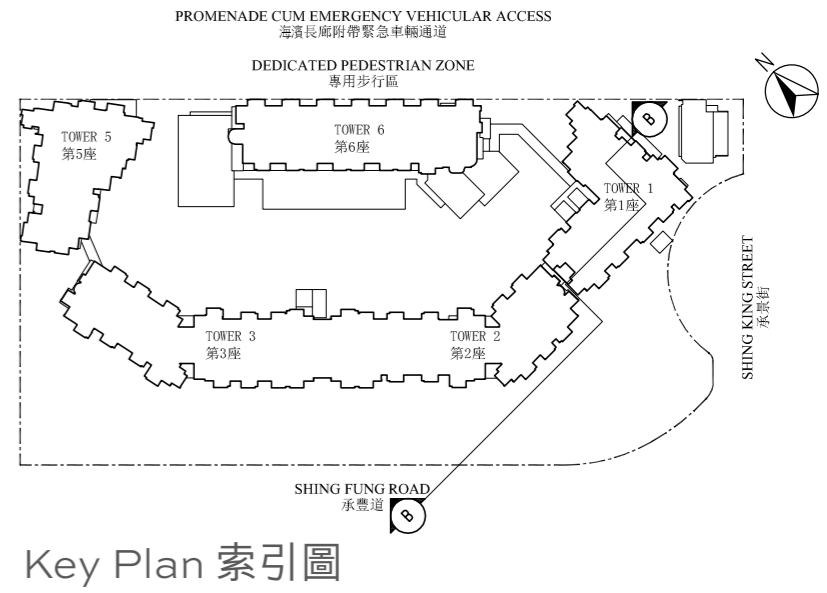 PROMENADE CUM EMERGENCY VEHICULAR ACCESS
海濱長廊附帶緊急車輛通道
DEDICATED PEDESTRIAN ZONE
專用步行區
N
TOWER 5
第5座
TOWER 6
第6座
B
TOWER 1
第1座
SHING KING STREET
承景街
TOWER 3
第3座
TOWER 2
第2座
SHING FUNG ROAD
承豐道
B
Key Plan 索引圖